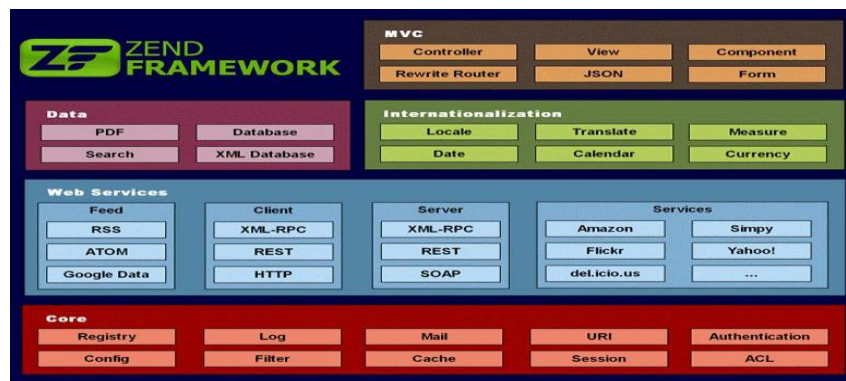 ZF ZEND
FRAMEWORK
MVC
Controller View Component
Rewrite Router JSON Form
Data
PDF Database
Search XML Database
Internationalization
Locale Translate Measure
Date Calendar Currency
Web Services
Feed
RSS
ATOM
Google Data
Client
XML-RPC
REST
HTTP
Server
XML-RPC
REST
SOAP
Services
Amazon Simpy
Flickr Yahoo!
del.icio.us ...
Core
Registry Log Mail URI Authentication
Config Filter Cache Session ACL